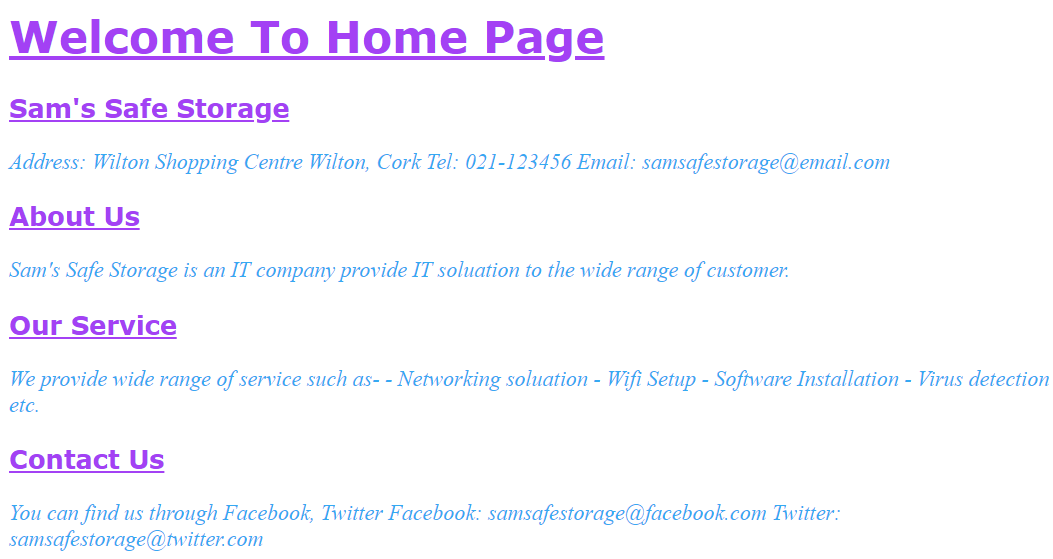 Welcome To Home Page
Sam's Safe Storage
Address: Wilton Shopping Centre Wilton, Cork Tel: 021-123456 Email: samsafestorage@email.com
About Us
Sam's Safe Storage is an IT company provide IT soluation to the wide range of customer.
Our Service
We provide wide range of service such as- - Networking soluation - Wifi Setup - Software Installation - Virus detection
etc.
Contact Us
You can find us through Facebook, Twitter Facebook: samsafestorage@facebook.com Twitter:
samsafestorage@twitter.com